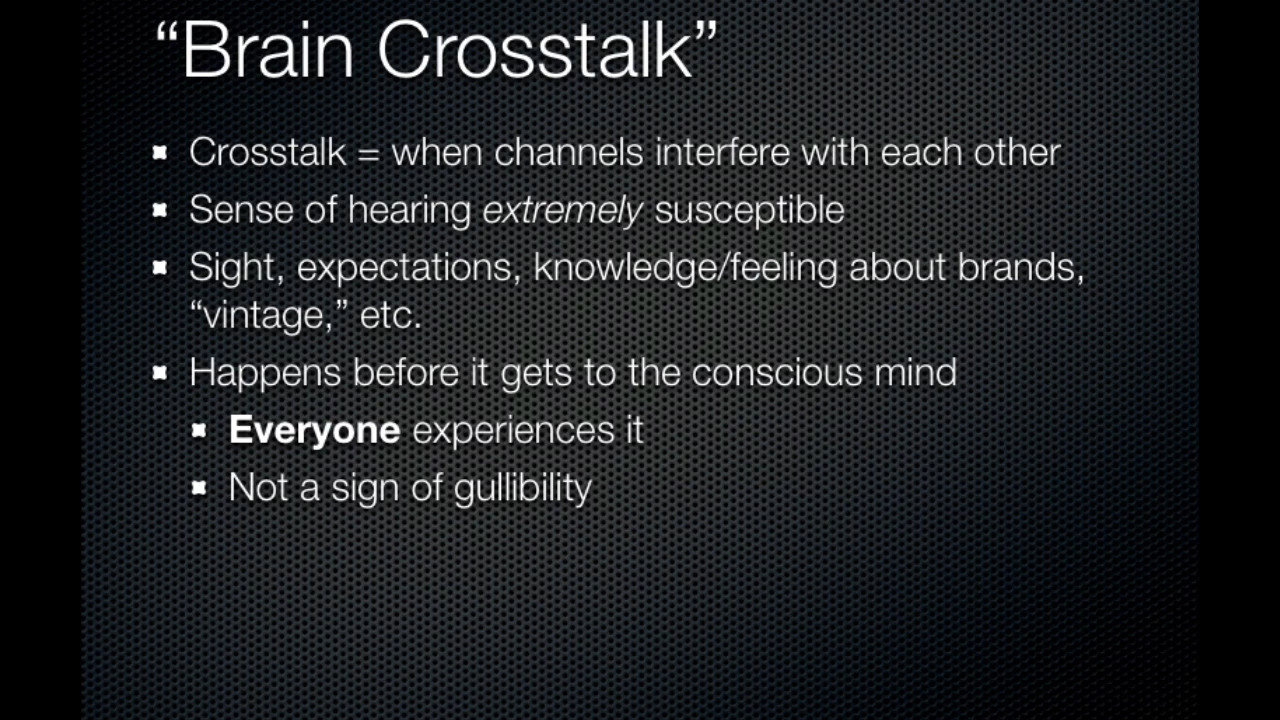 “Brain Crosstalk”
Crosstalk = when channels interfere with each other
Sense of hearing extremely susceptible
Sight, expectations, knowledge/feeling about brands,
“vintage,” etc.
Happens before it gets to the conscious mind
Everyone experiences it
Not a sign of gullibility